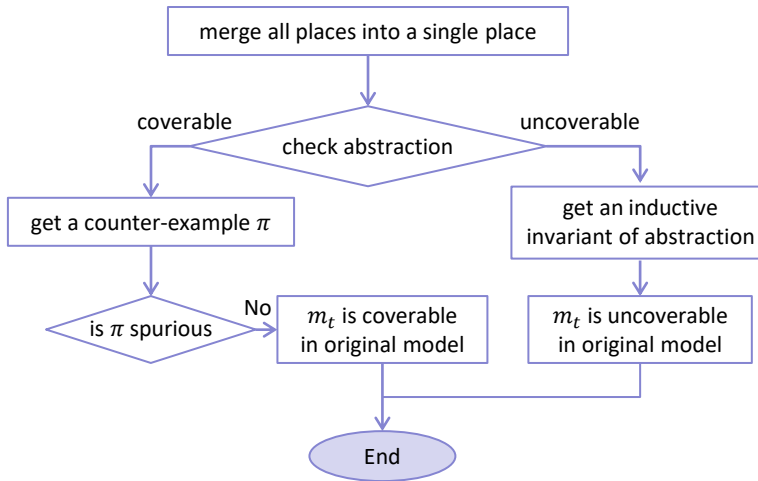 merge all places into a single place
coverable
uncoverable
check abstraction
get a counter-example π
get an inductive
invariant of abstraction
is π spurious
No
m_t is coverable
in original model
m_t is uncoverable
in original model
End